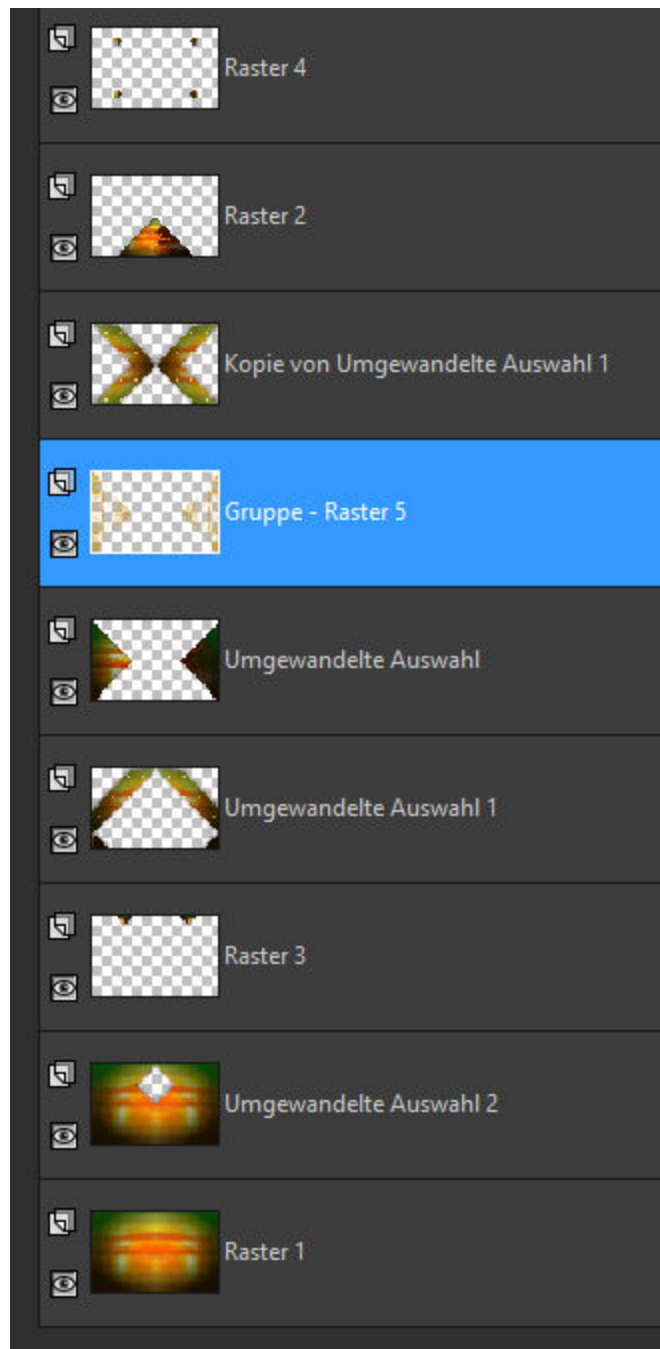 Raster 4
Raster 2
Kopie von Umgewandelte Auswahl 1
Gruppe - Raster 5
Umgewandelte Auswahl
Umgewandelte Auswahl 1
Raster 3
Umgewandelte Auswahl 2
Raster 1